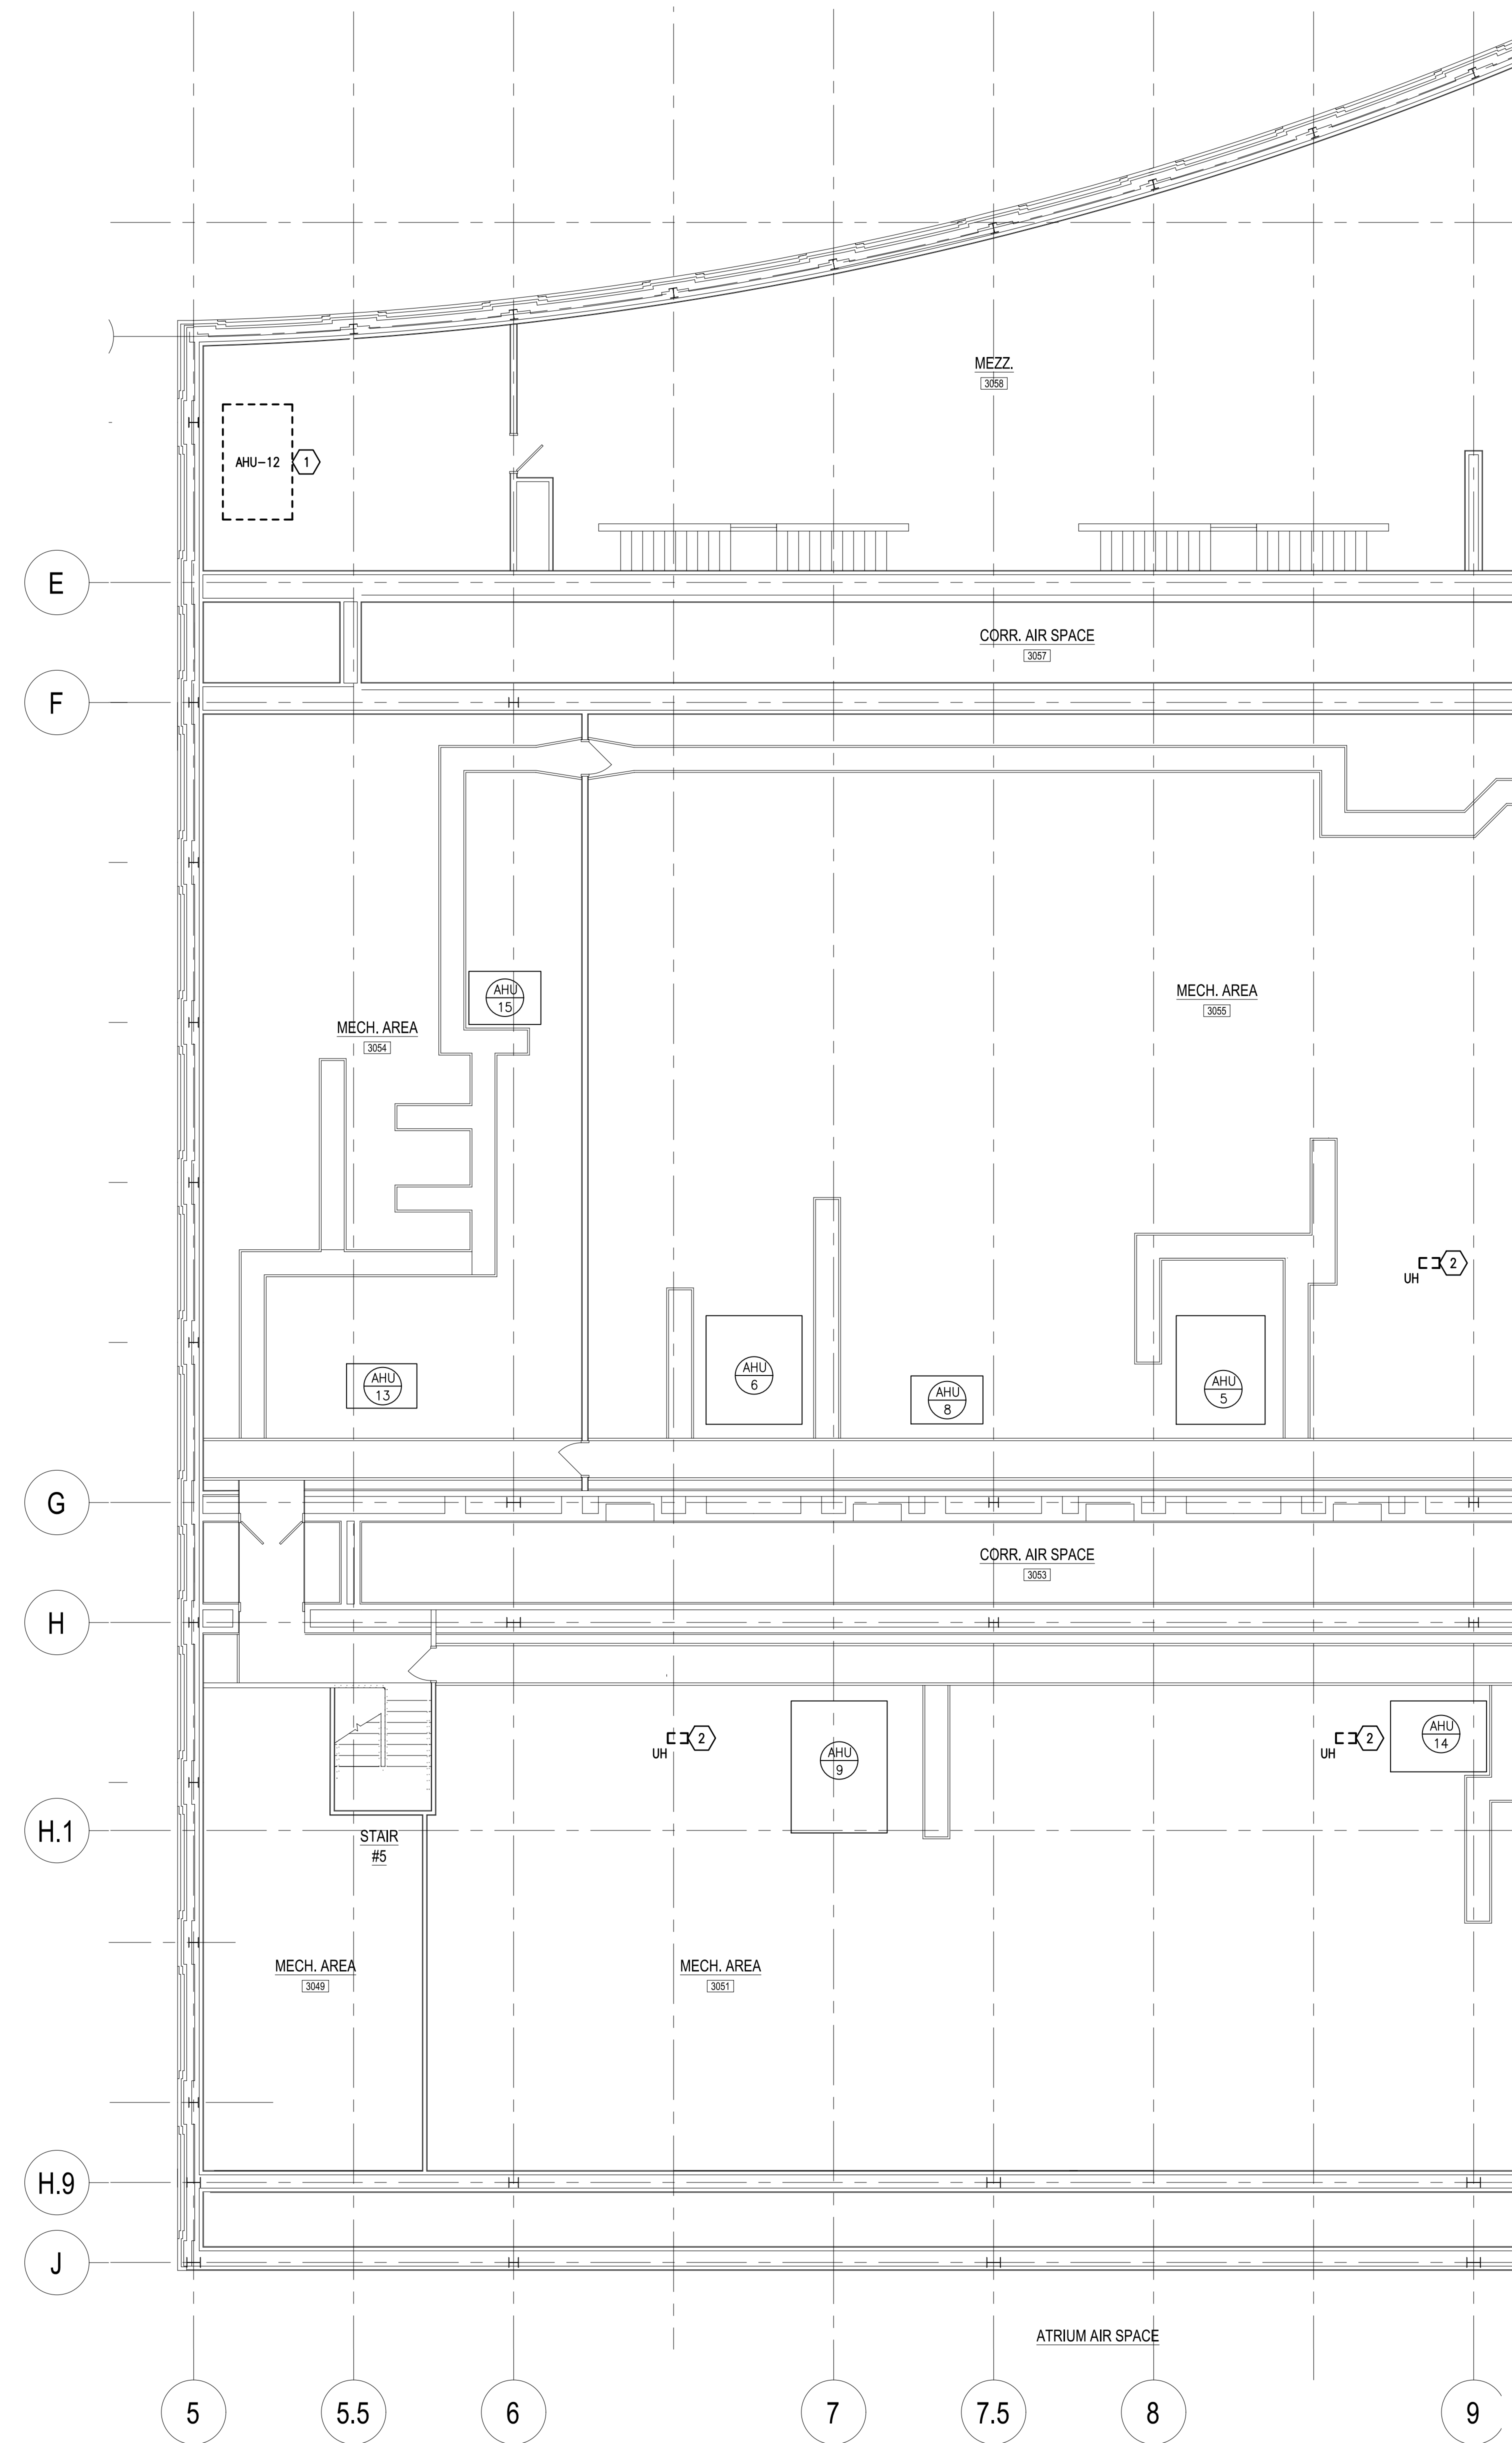 MEZZ.
3058
AHU-12
1
E
CORR. AIR SPACE
3057
F
AHU
15
MECH. AREA
3055
MECH. AREA
3054
2
UH
AHU
6
AHU
13
AHU
8
AHU
5
G
CORR. AIR SPACE
3053
H
2
UH
2
UH
AHU
14
AHU
9
H.1
STAIR
#5
MECH. AREA
3049
MECH. AREA
3051
H.9
J
ATRIUM AIR SPACE
5
5.5
6
7
7.5
8
9